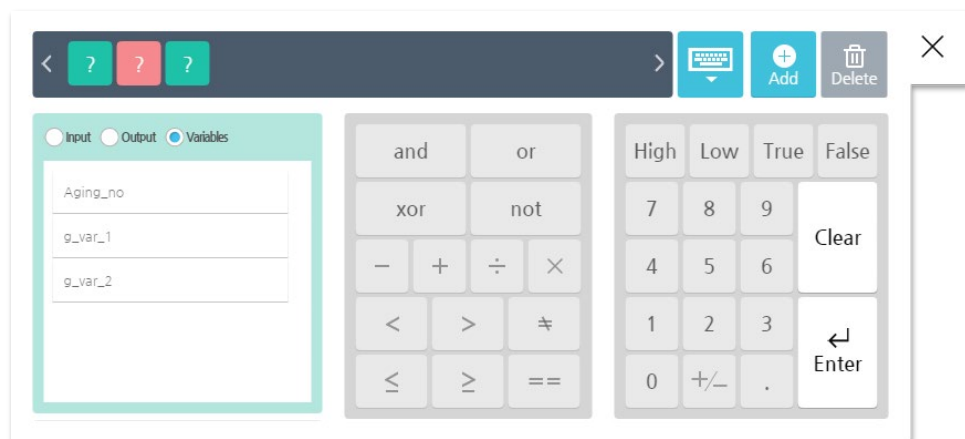 < ? ? ? >
Add
Delete
Input Output Variables
Aging_no
g_var_1
g_var_2
and or
xor not
− + ÷ ×
< > ≠
≤ ≥ ==
High Low True False
7 8 9
Clear
4 5 6
1 2 3
Enter
0 +/− .